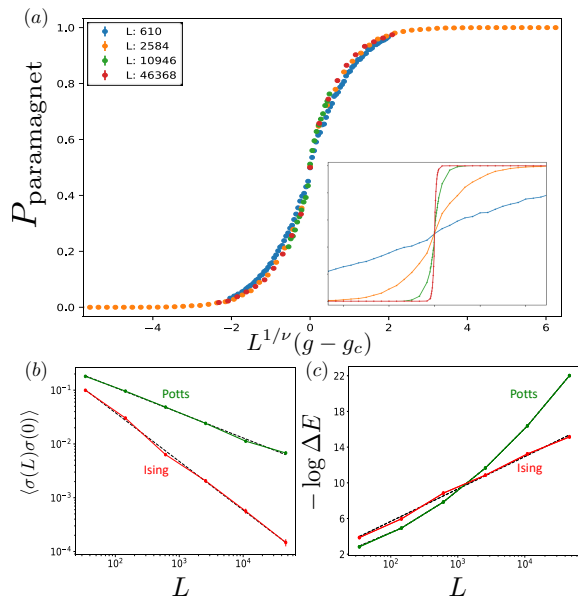 (a)
L: 610
L: 2584
L: 10946
L: 46368
P_paramagnet
1.0
0.8
0.6
0.4
0.2
0.0
−4 −2 0 2 4 6
L^{1/ν}(g − g_c)
(b)
⟨σ(L)σ(0)⟩
10^{-1}
10^{-2}
10^{-3}
10^{-4}
Potts
Ising
10^2 10^3 10^4
L
(c)
− log ΔE
22
18
14
10
6
2
Potts
Ising
10^2 10^3 10^4
L